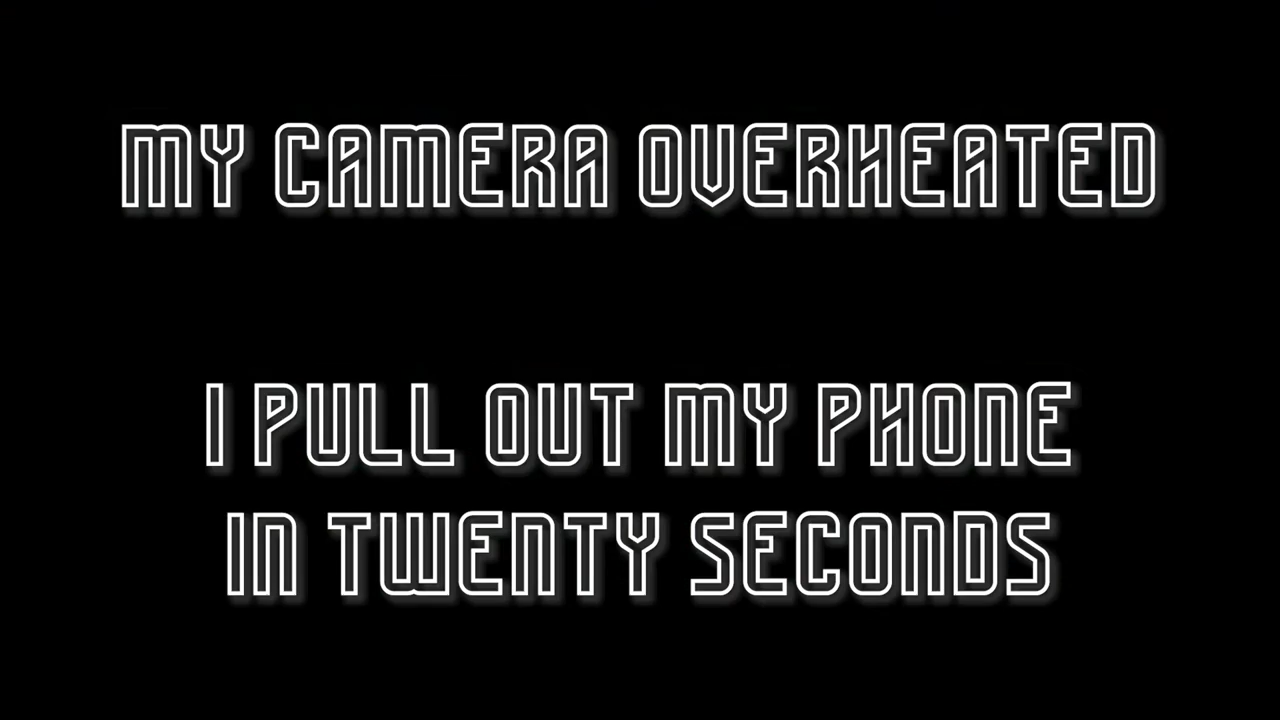 MY CAMERA OVERHEATED
I PULL OUT MY PHONE
IN TWENTY SECONDS